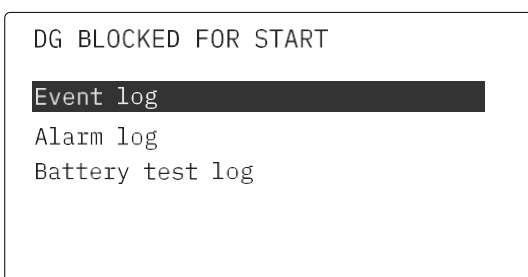 DG BLOCKED FOR START
Event log
Alarm log
Battery test log